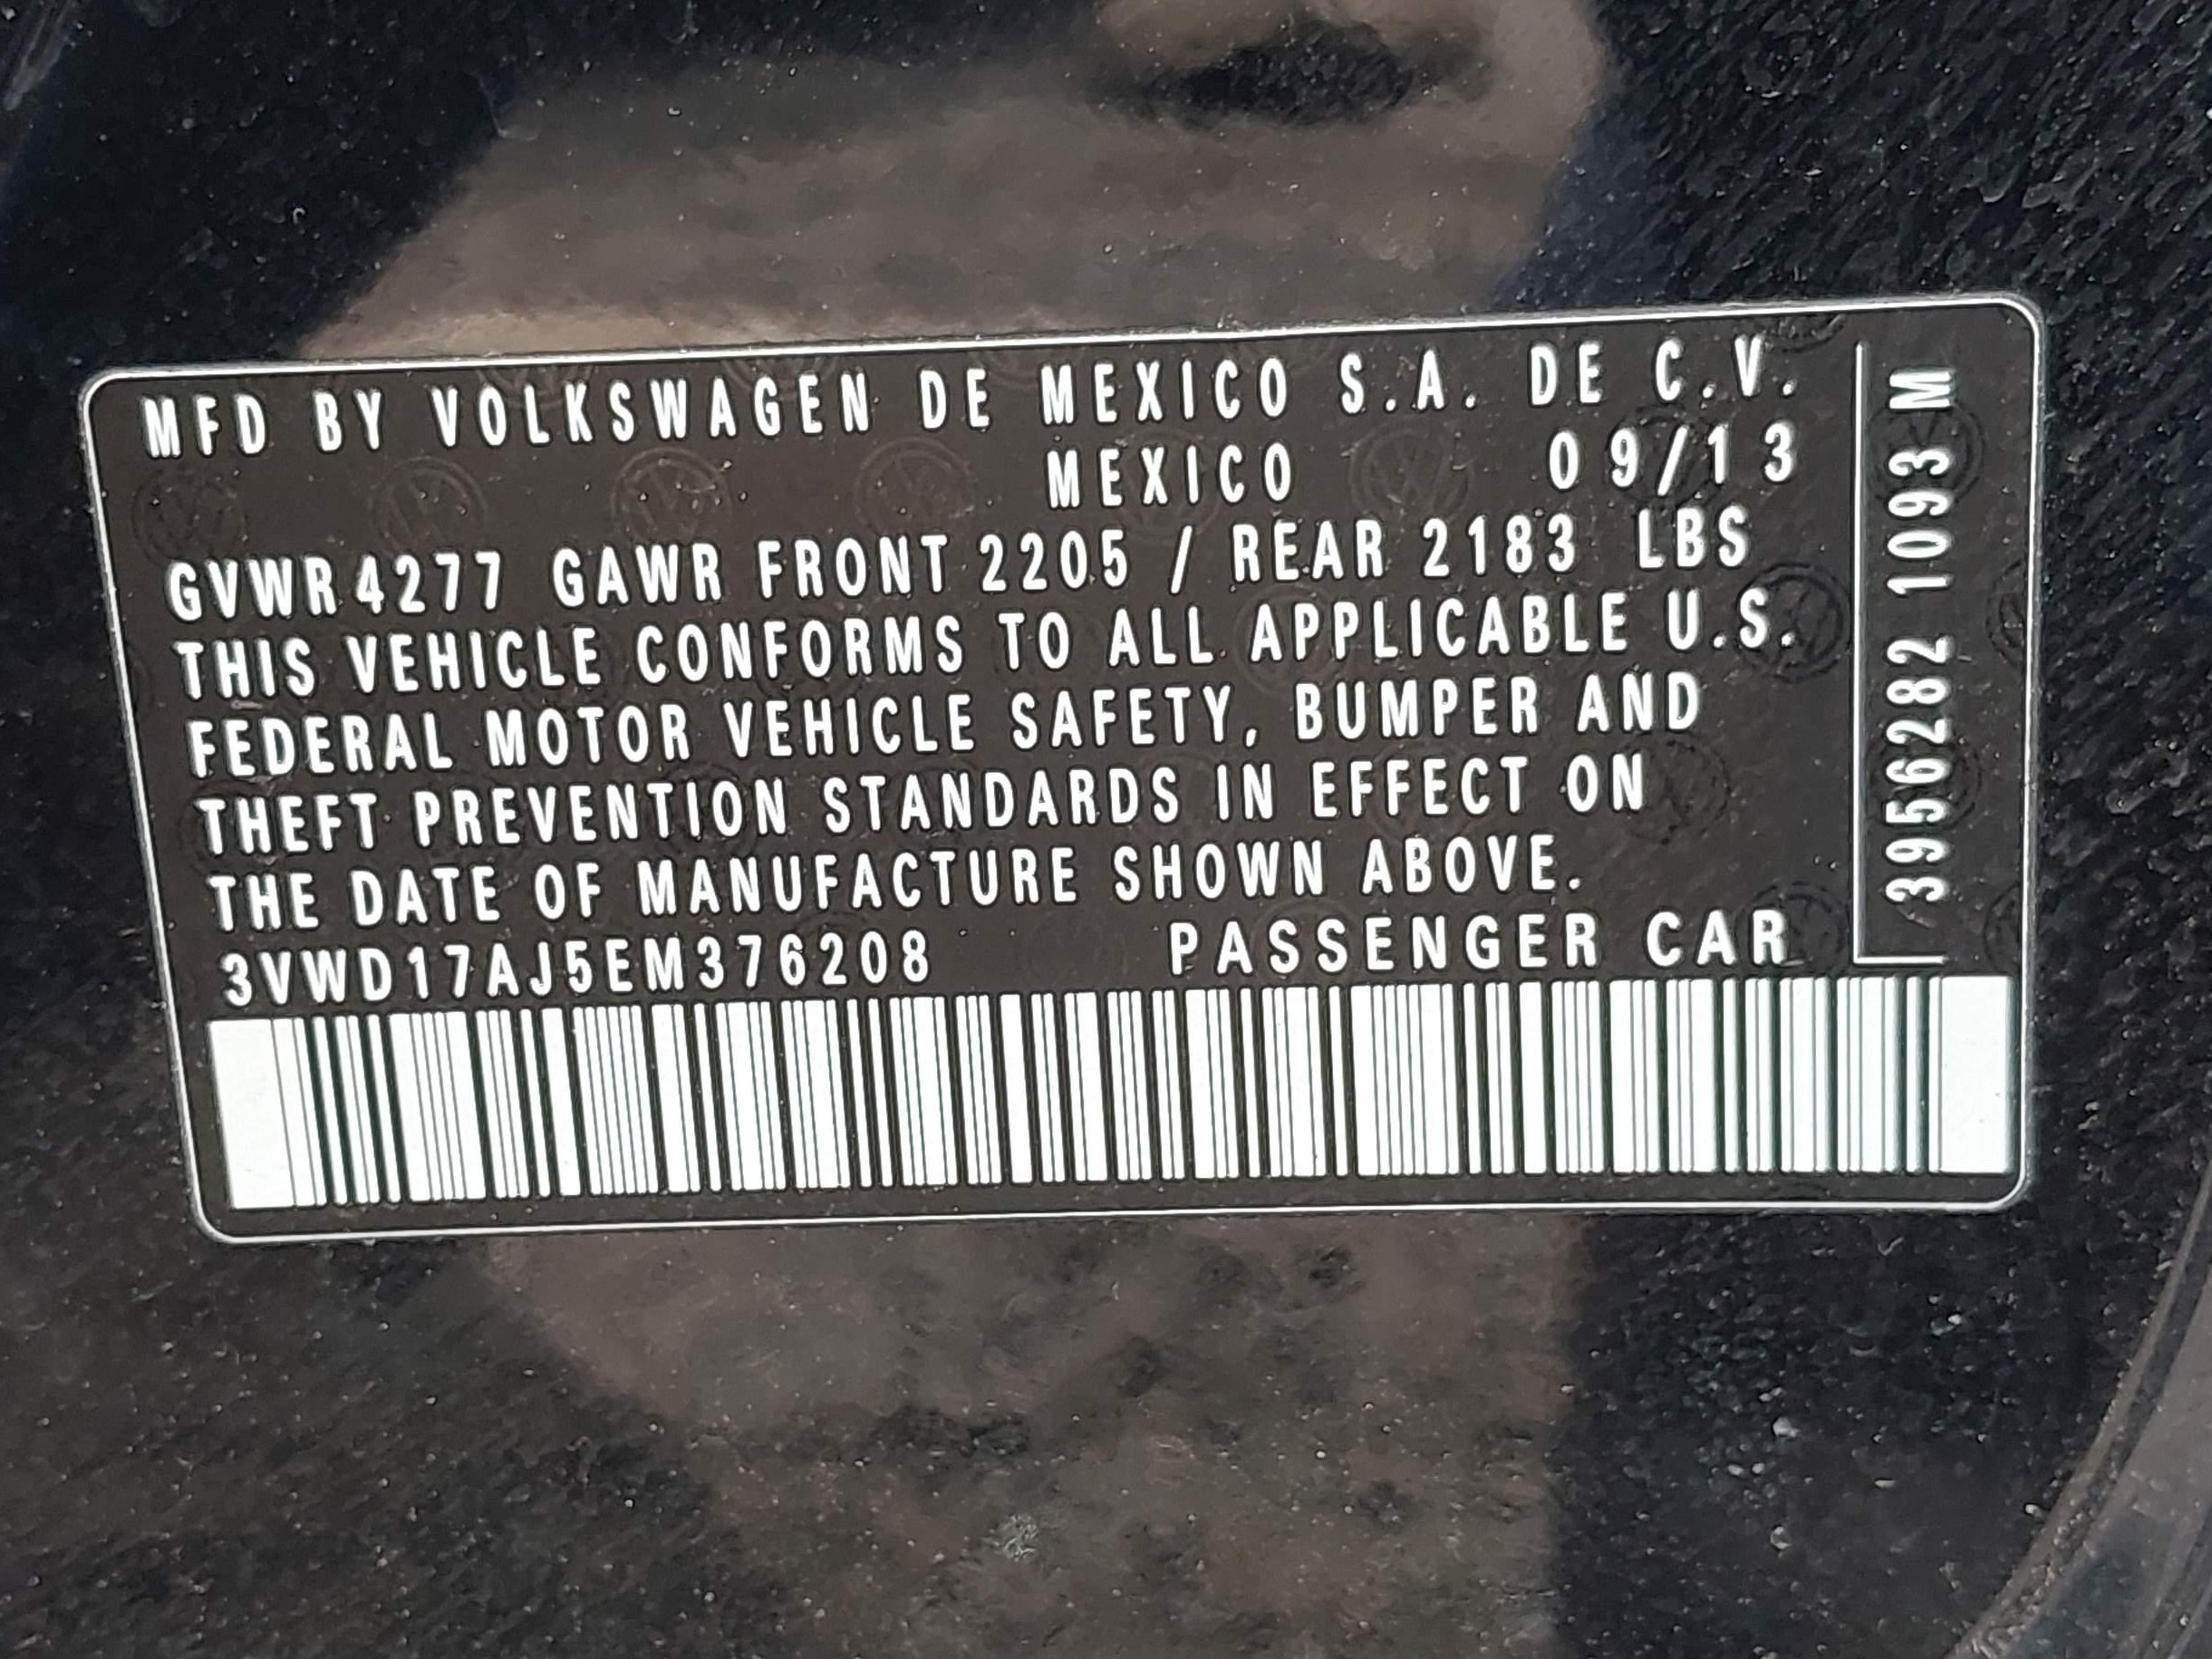 MFD BY VOLKSWAGEN DE MEXICO S.A. DE C.V.
MEXICO 09/13
GVWR 4277 GAWR FRONT 2205 / REAR 2183 LBS
THIS VEHICLE CONFORMS TO ALL APPLICABLE U.S.
FEDERAL MOTOR VEHICLE SAFETY, BUMPER AND
THEFT PREVENTION STANDARDS IN EFFECT ON
THE DATE OF MANUFACTURE SHOWN ABOVE.
3VWD17AJ5EM376208 PASSENGER CAR
3956282 1093 M